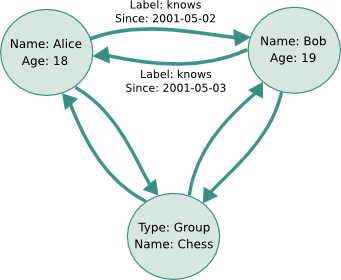 Label: knows
Since: 2001-05-02
Name: Alice
Age: 18
Name: Bob
Age: 19
Label: knows
Since: 2001-05-03
Type: Group
Name: Chess